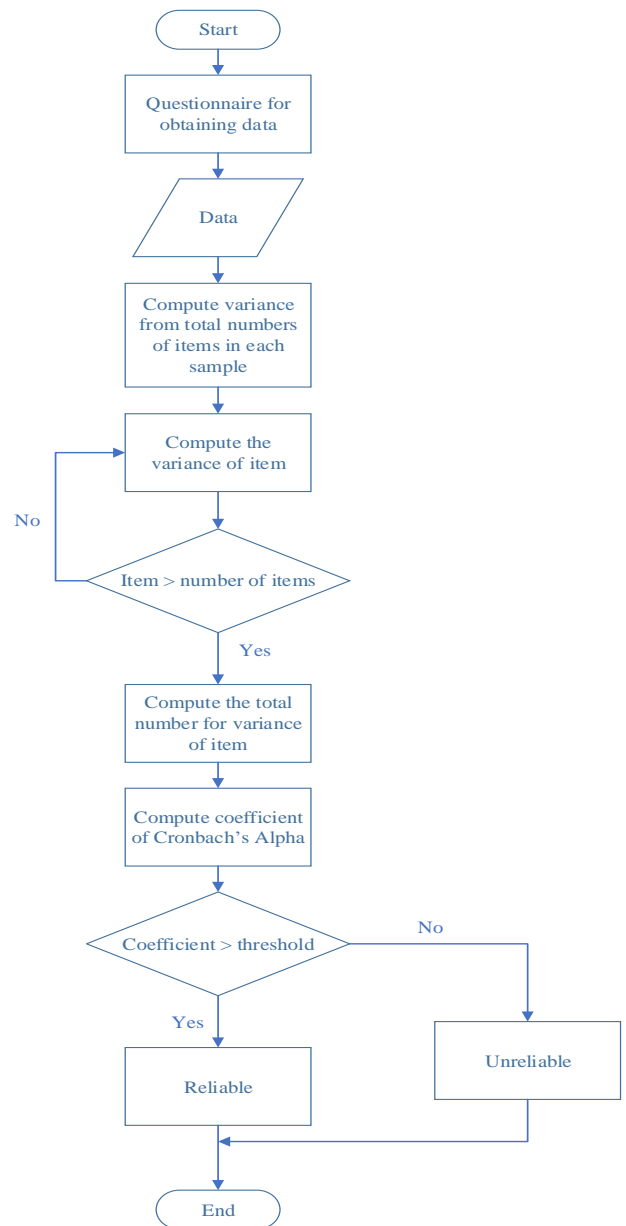 Start
Questionnaire for
obtaining data
Data
Compute variance
from total numbers
of items in each
sample
Compute the
variance of item
No
Item > number of items
Yes
Compute the total
number for variance
of item
Compute coefficient
of Cronbach’s Alpha
Coefficient > threshold
No
Yes
Unreliable
Reliable
End